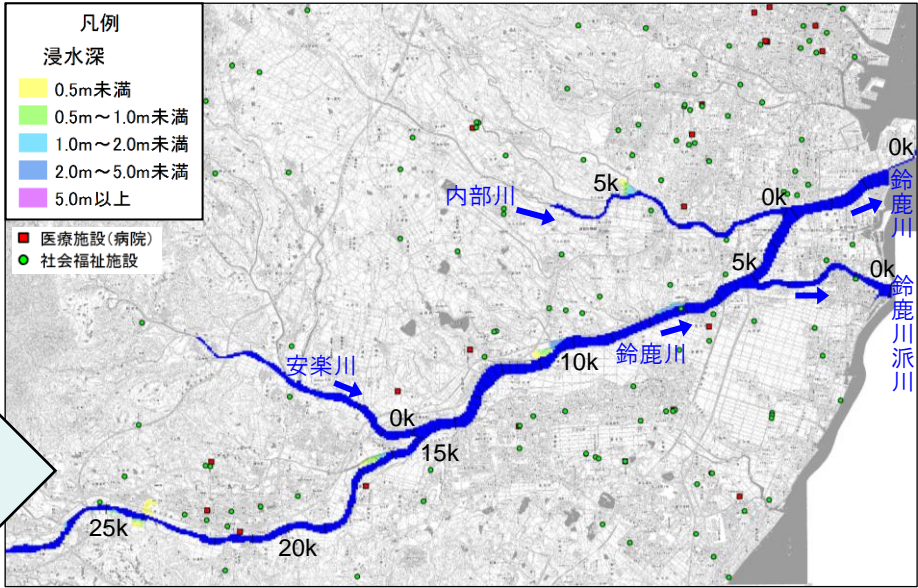 凡例
浸水深
0.5m未満
0.5m～1.0m未満
1.0m～2.0m未満
2.0m～5.0m未満
5.0m以上
医療施設(病院)
社会福祉施設
0k
鈴鹿川
5k
内部川
0k
5k
0k
鈴鹿川派川
10k
鈴鹿川
安楽川
0k
15k
25k
20k